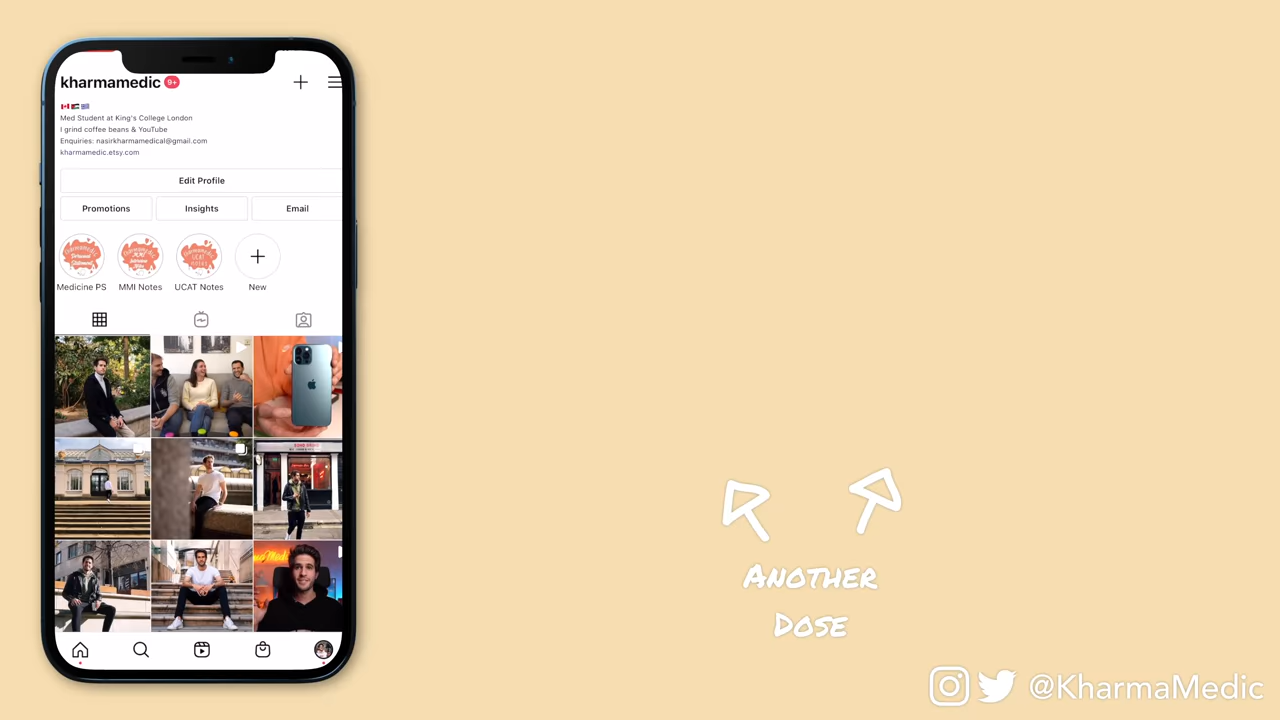 kharmamedic 9+
Med Student at King's College London
I grind coffee beans & YouTube
Enquiries: nasirkharmamedical@gmail.com
kharmamedic.etsy.com
Edit Profile
Promotions Insights Email
Medicine PS MMI Notes UCAT Notes New
ANOTHER
DOSE
@KharmaMedic